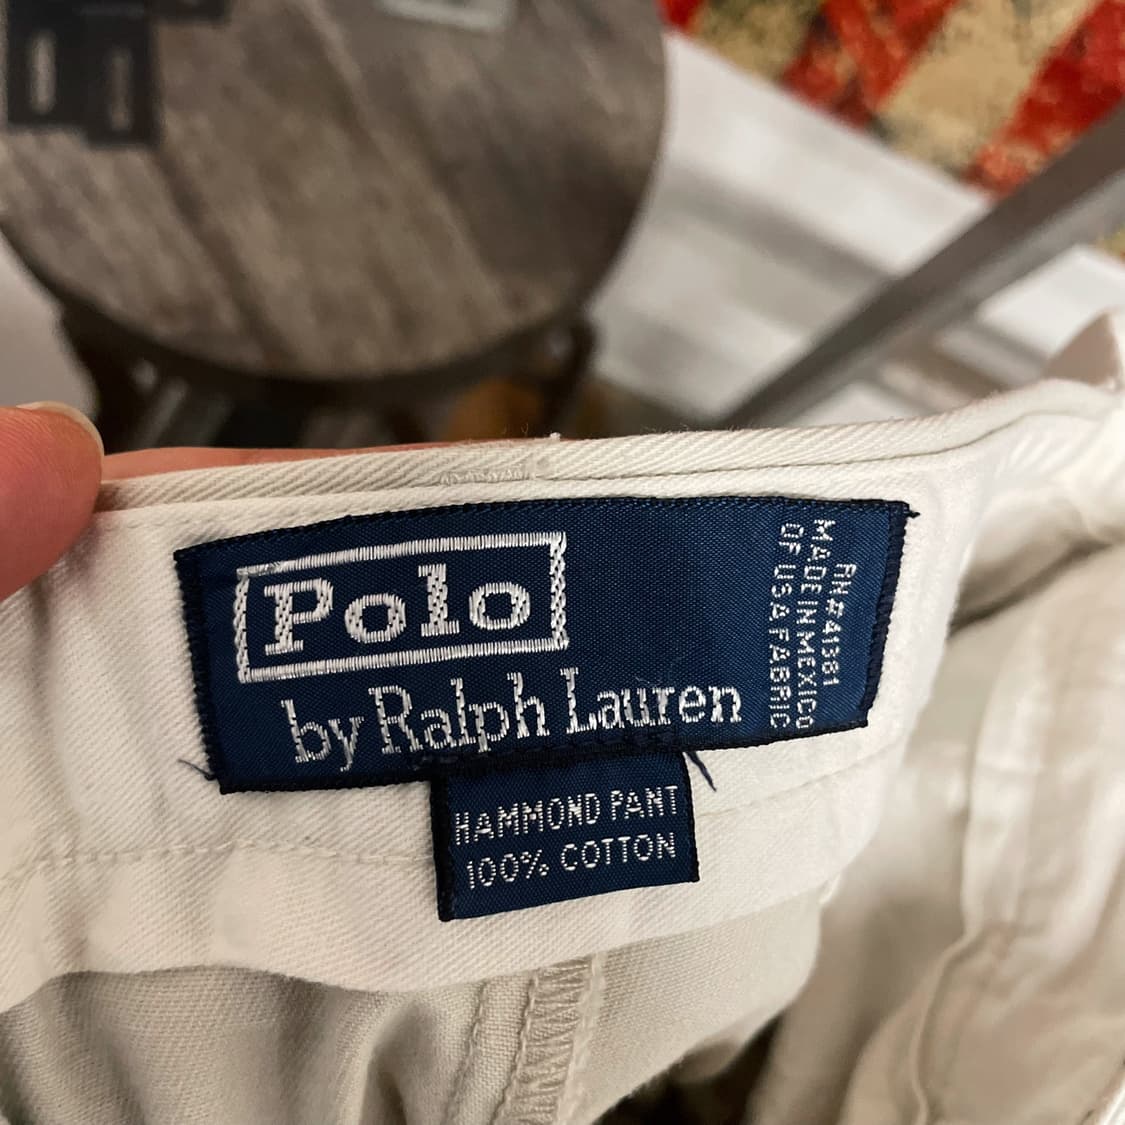 Polo
by Ralph Lauren
RN#41381
MADE IN MEXICO
OF USA FABRIC
HAMMOND PANT
100% COTTON